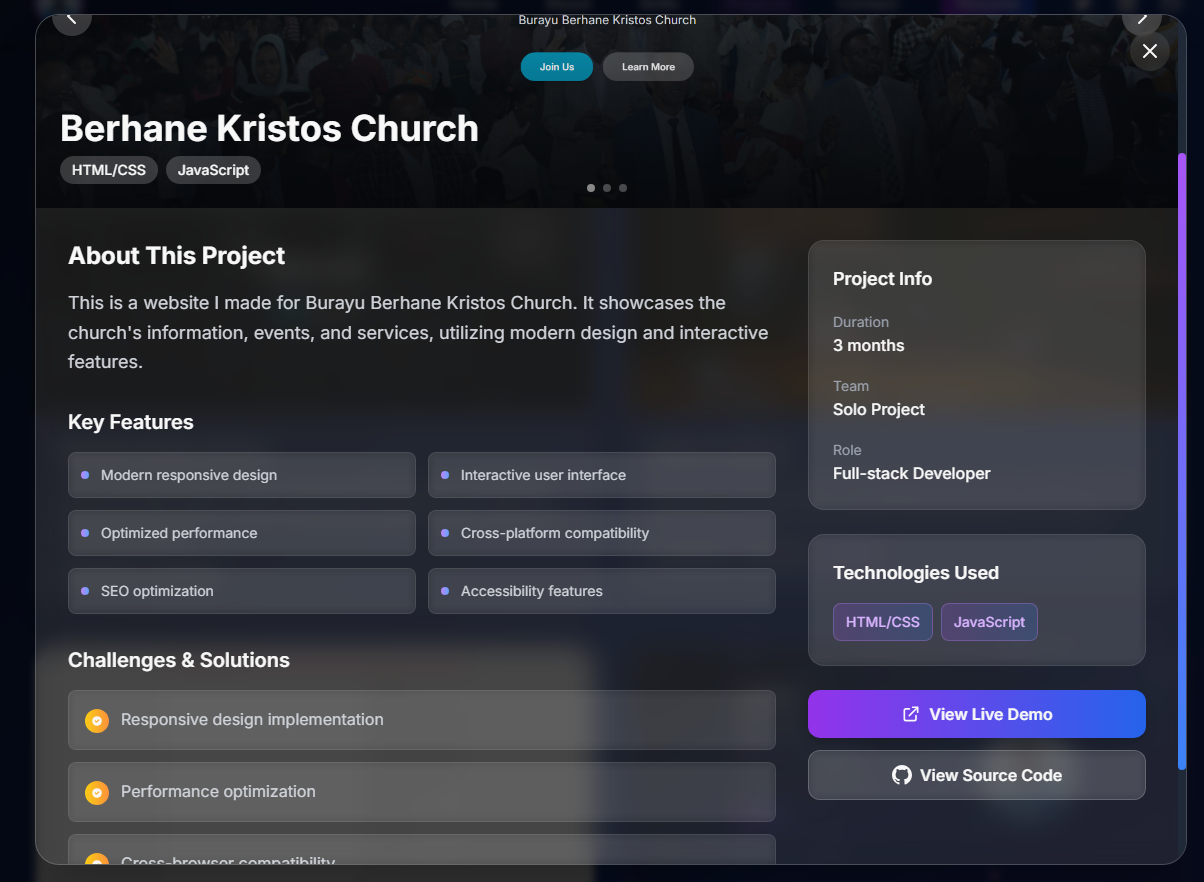 Burayu Berhane Kristos Church
Join Us
Learn More
Berhane Kristos Church
HTML/CSS
JavaScript
About This Project
This is a website I made for Burayu Berhane Kristos Church. It showcases the
church's information, events, and services, utilizing modern design and interactive
features.
Key Features
Modern responsive design
Interactive user interface
Optimized performance
Cross-platform compatibility
SEO optimization
Accessibility features
Challenges & Solutions
Responsive design implementation
Performance optimization
Cross-browser compatibility
Project Info
Duration
3 months
Team
Solo Project
Role
Full-stack Developer
Technologies Used
HTML/CSS
JavaScript
View Live Demo
View Source Code